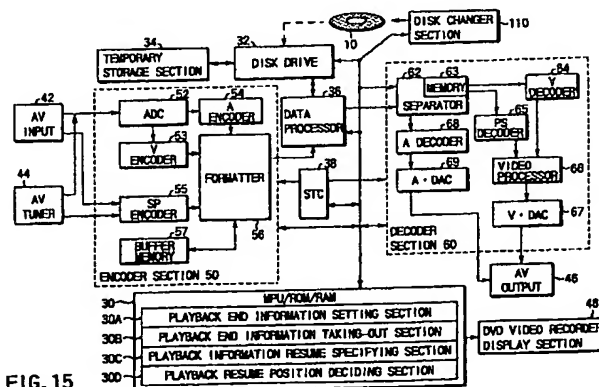 34
TEMPORARY
STORAGE SECTION
32
DISK DRIVE
10
DISK CHANGER
SECTION
110
42
AV
INPUT
44
AV
TUNER
52
ADC
54
A
ENCODER
53
V
ENCODER
55
SP
ENCODER
57
BUFFER
MEMORY
FORMATTER
56
ENCODER SECTION 50
36
DATA
PROCESSOR
38
STC
62
63
MEMORY
SEPARATOR
64
V
DECODER
65
PS
DECODER
68
A DECODER
69
A・DAC
VIDEO
PROCESSOR
66
V・DAC
67
DECODER
SECTION 60
AV
OUTPUT
46
30
MPU/ROM/RAM
30A
PLAYBACK END INFORMATION SETTING SECTION
30B
PLAYBACK END INFORMATION TAKING-OUT SECTION
30C
PLAYBACK INFORMATION RESUME SPECIFYING SECTION
30D
PLAYBACK RESUME POSITION DECIDING SECTION
48
DVD VIDEO RECORDER
DISPLAY SECTION
FIG. 15